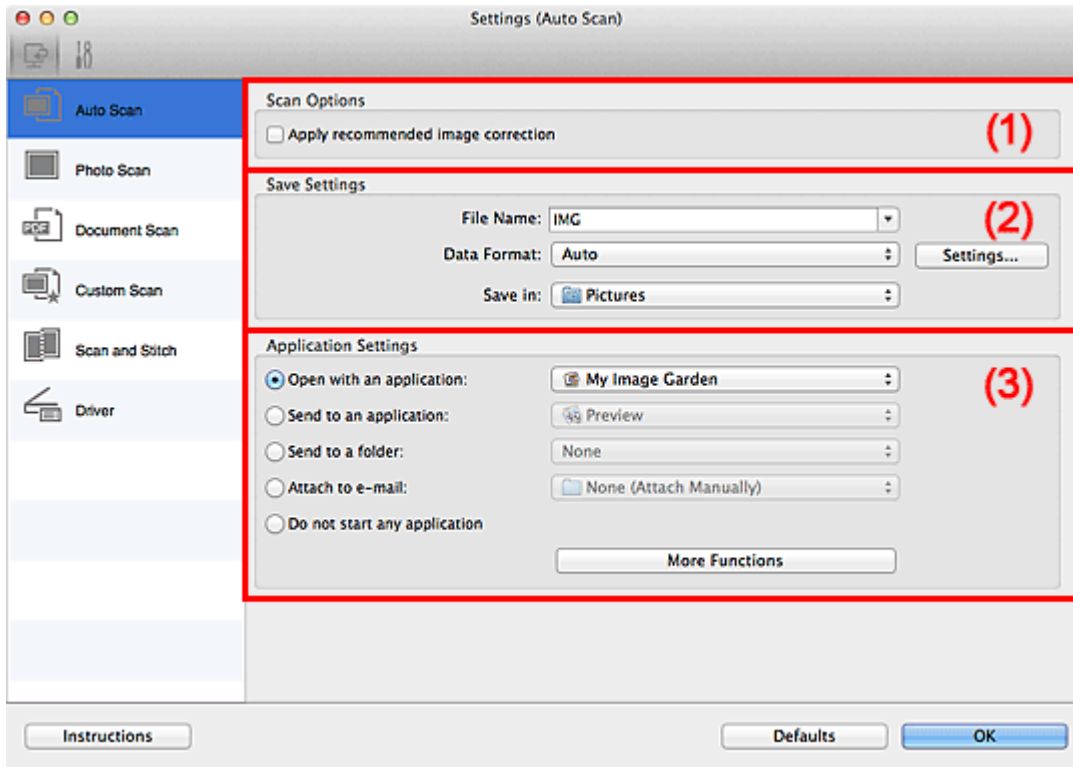 Settings (Auto Scan)
Auto Scan
Photo Scan
PDF
Document Scan
Custom Scan
Scan and Stitch
Driver
Scan Options
Apply recommended image correction
(1)
Save Settings
(2)
File Name: IMG
Data Format: Auto
Settings...
Save in: Pictures
Application Settings
(3)
Open with an application: My Image Garden
Send to an application: Preview
Send to a folder: None
Attach to e-mail: None (Attach Manually)
Do not start any application
More Functions
Instructions
Defaults
OK